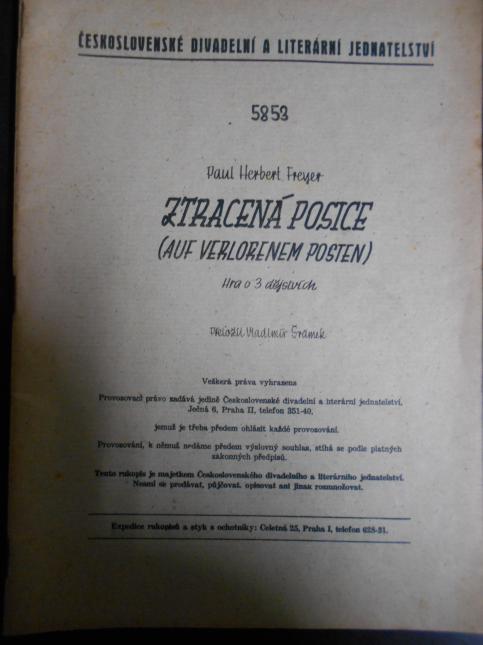 ČESKOSLOVENSKÉ DIVADELNÍ A LITERÁRNÍ JEDNATELSTVÍ
5853
Paul Herbert Freyer
ZTRACENÁ POSICE
(AUF VERLORENEM POSTEN)
Hra o 3 dějstvích
Přeložil Vladimír Šrámek
Veškerá práva vyhrazena
Provozovací právo zadává jedině Československé divadelní a literární jednatelství,
Ječná 6, Praha II, telefon 351-40,
jemuž je třeba předem ohlásit každé provozování.
Provozování, k němuž nedáme předem výslovný souhlas, stihá se podle platných
zákonných předpisů.
Tento rukopis je majetkem Československého divadelního a literárního jednatelství.
Nesmí se prodávat, půjčovat, opisovat ani jinak rozmnožovat.
Expedice rukopisů a styk s ochotníky: Celetná 25, Praha I, telefon 628-31.